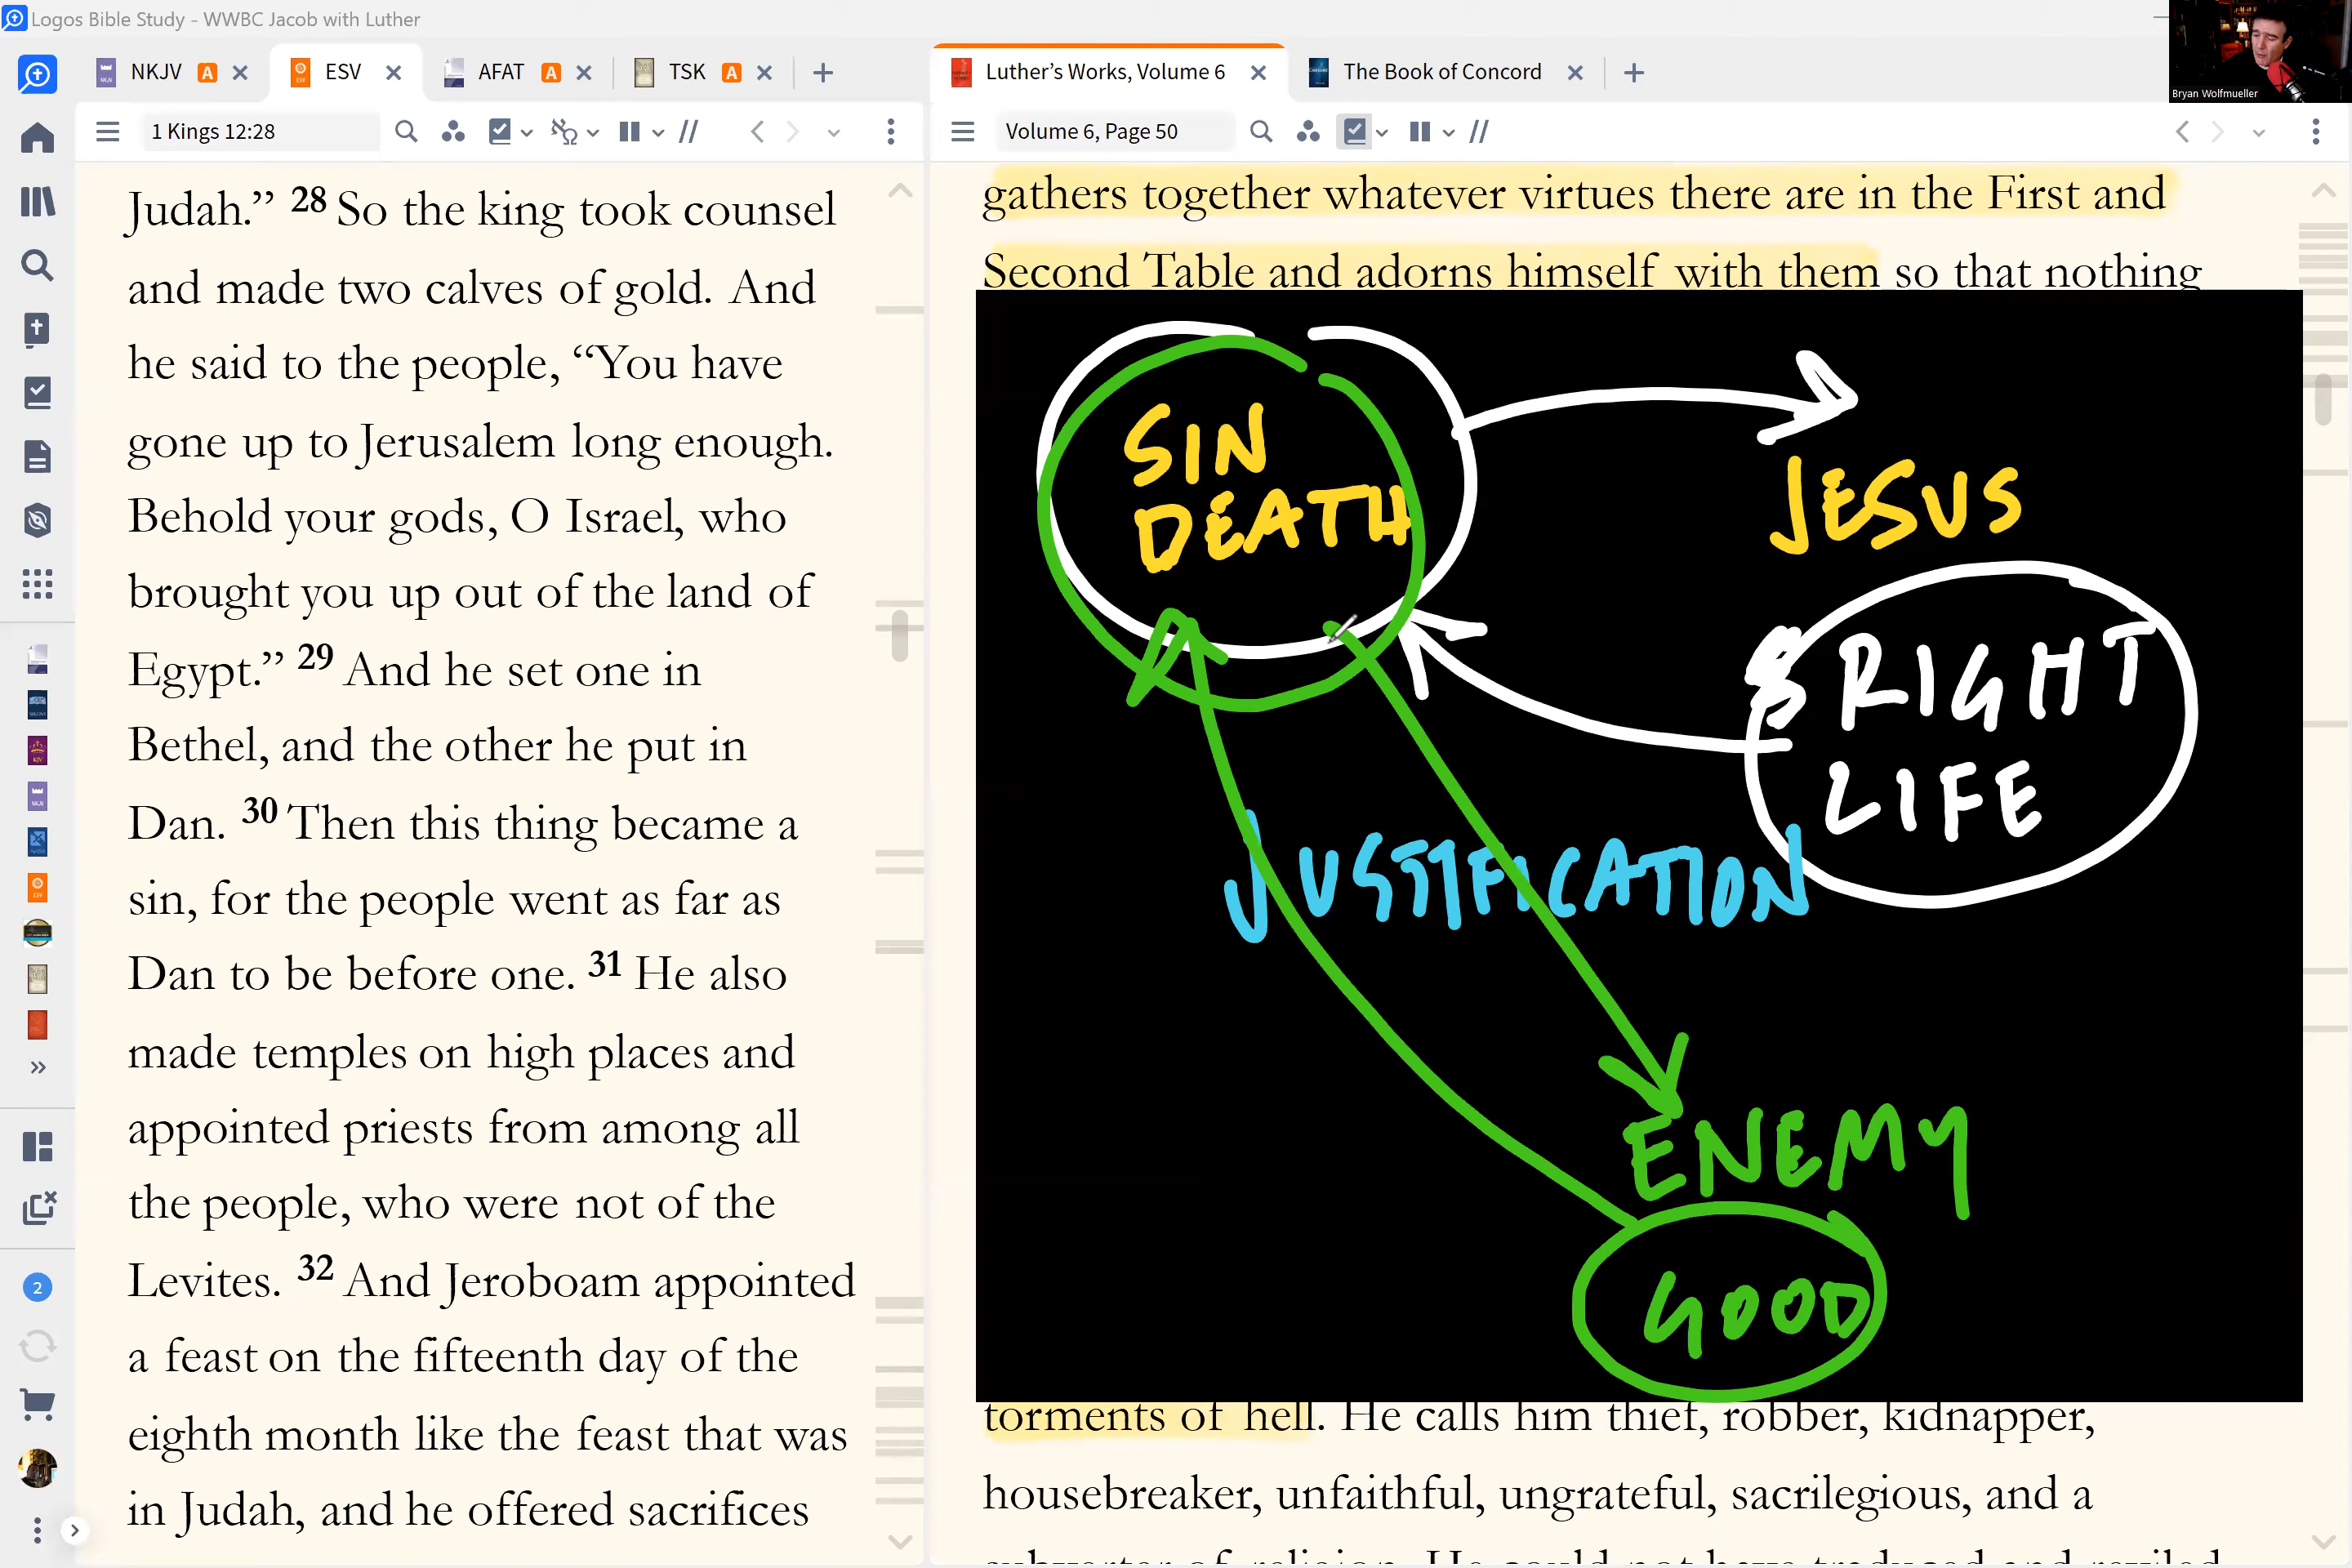 Logos Bible Study - WWBC Jacob with Luther
NKJV A
ESV
AFAT A
TSK A
1 Kings 12:28
Judah.” 28 So the king took counsel
and made two calves of gold. And
he said to the people, “You have
gone up to Jerusalem long enough.
Behold your gods, O Israel, who
brought you up out of the land of
Egypt.” 29 And he set one in
Bethel, and the other he put in
Dan. 30 Then this thing became a
sin, for the people went as far as
Dan to be before one. 31 He also
made temples on high places and
appointed priests from among all
the people, who were not of the
Levites. 32 And Jeroboam appointed
a feast on the fifteenth day of the
eighth month like the feast that was
in Judah, and he offered sacrifices
2
Luther’s Works, Volume 6
The Book of Concord
Volume 6, Page 50
Bryan Wolfmueller
gathers together whatever virtues there are in the First and
Second Table and adorns himself with them so that nothing
SIN
DEATH
JESUS
RIGHT
LIFE
JUSTIFICATION
ENEMY
GOOD
torments of hell. He calls him thief, robber, kidnapper,
housebreaker, unfaithful, ungrateful, sacrilegious, and a